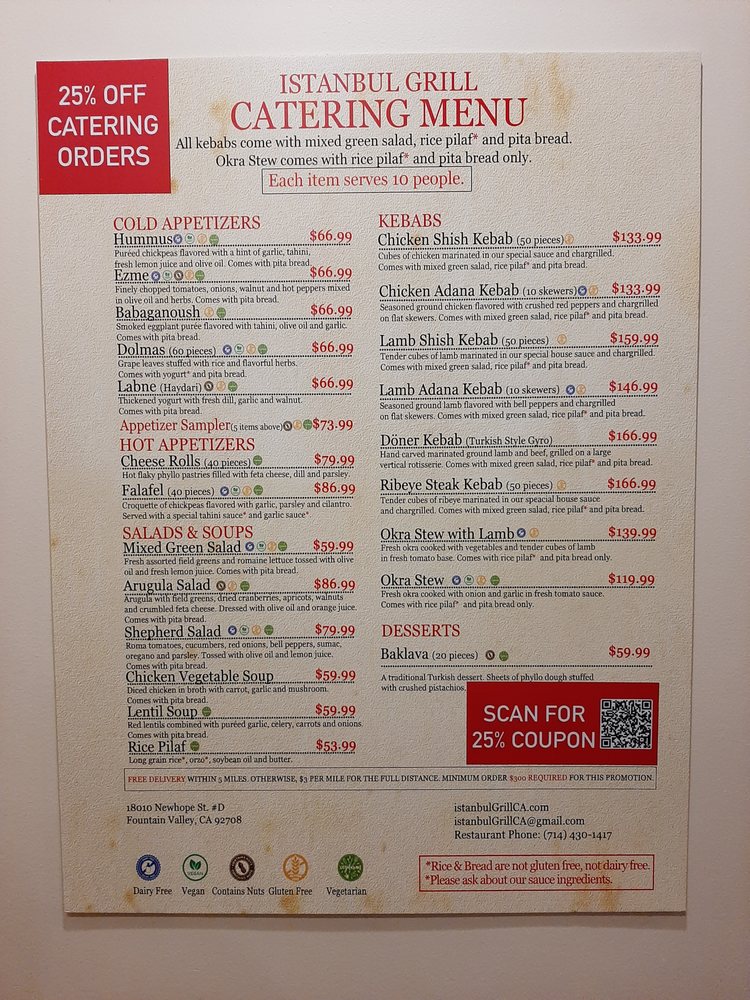 25% OFF
CATERING
ORDERS
ISTANBUL GRILL
CATERING MENU
All kebabs come with mixed green salad, rice pilaf* and pita bread.
Okra Stew comes with rice pilaf* and pita bread only.
Each item serves 10 people.
COLD APPETIZERS
Hummus $66.99
Puréed chickpeas flavored with a hint of garlic, tahini,
fresh lemon juice and olive oil. Comes with pita bread.
Ezme $66.99
Finely chopped tomatoes, onions, walnut and hot peppers mixed
in olive oil and herbs. Comes with pita bread.
Babaganoush $66.99
Smoked eggplant purée flavored with tahini, olive oil and garlic.
Comes with pita bread.
Dolmas (60 pieces) $66.99
Grape leaves stuffed with rice and flavorful herbs.
Comes with yogurt* and pita bread.
Labne (Haydari) $66.99
Thickened yogurt with fresh dill, garlic and walnut.
Comes with pita bread.
Appetizer Sampler(5 items above) $73.99
HOT APPETIZERS
Cheese Rolls (40 pieces) $79.99
Hot flaky phyllo pastries filled with feta cheese, dill and parsley.
Falafel (40 pieces) $86.99
Croquette of chickpeas flavored with garlic, parsley and cilantro.
Served with a special tahini sauce* and garlic sauce*.
SALADS & SOUPS
Mixed Green Salad $59.99
Fresh assorted field greens and romaine lettuce tossed with olive
oil and fresh lemon juice. Comes with pita bread.
Arugula Salad $86.99
Arugula with field greens, dried cranberries, apricots, walnuts
and crumbled feta cheese. Dressed with olive oil and orange juice.
Comes with pita bread.
Shepherd Salad $79.99
Roma tomatoes, cucumbers, red onions, bell peppers, sumac,
oregano and parsley. Tossed with olive oil and lemon juice.
Comes with pita bread.
Chicken Vegetable Soup $59.99
Diced chicken in broth with carrot, garlic and mushroom.
Comes with pita bread.
Lentil Soup $59.99
Red lentils combined with puréed garlic, celery, carrots and onions.
Comes with pita bread.
Rice Pilaf $53.99
Long grain rice*, orzo*, soybean oil and butter.
KEBABS
Chicken Shish Kebab (50 pieces) $133.99
Cubes of chicken marinated in our special sauce and chargrilled.
Comes with mixed green salad, rice pilaf* and pita bread.
Chicken Adana Kebab (10 skewers) $133.99
Seasoned ground chicken flavored with crushed red peppers and chargrilled
on flat skewers. Comes with mixed green salad, rice pilaf* and pita bread.
Lamb Shish Kebab (50 pieces) $159.99
Tender cubes of lamb marinated in our special house sauce and chargrilled.
Comes with mixed green salad, rice pilaf* and pita bread.
Lamb Adana Kebab (10 skewers) $146.99
Seasoned ground lamb flavored with bell peppers and chargrilled
on flat skewers. Comes with mixed green salad, rice pilaf* and pita bread.
Döner Kebab (Turkish Style Gyro) $166.99
Hand carved marinated ground lamb and beef, grilled on a large
vertical rotisserie. Comes with mixed green salad, rice pilaf* and pita bread.
Ribeye Steak Kebab (50 pieces) $166.99
Tender cubes of ribeye marinated in our speacial house sauce
and chargrilled. Comes with mixed green salad, rice pilaf* and pita bread.
Okra Stew with Lamb $139.99
Fresh okra cooked with vegetables and tender cubes of lamb
in fresh tomato base. Comes with rice pilaf* and pita bread only.
Okra Stew $119.99
Fresh okra cooked with onion and garlic in fresh tomato sauce.
Comes with rice pilaf* and pita bread only.
DESSERTS
Baklava (20 pieces) $59.99
A traditional Turkish dessert. Sheets of phyllo dough stuffed
with crushed pistachios.
SCAN FOR
25% COUPON
FREE DELIVERY WITHIN 5 MILES. OTHERWISE, $3 PER MILE FOR THE FULL DISTANCE. MINIMUM ORDER $300 REQUIRED FOR THIS PROMOTION.
18010 Newhope St. #D
Fountain Valley, CA 92708
istanbulGrillCA.com
istanbulGrillCA@gmail.com
Restaurant Phone: (714) 430-1417
VEGAN
Dairy Free Vegan Contains Nuts Gluten Free Vegetarian
*Rice & Bread are not gluten free, not dairy free.
*Please ask about our sauce ingredients.